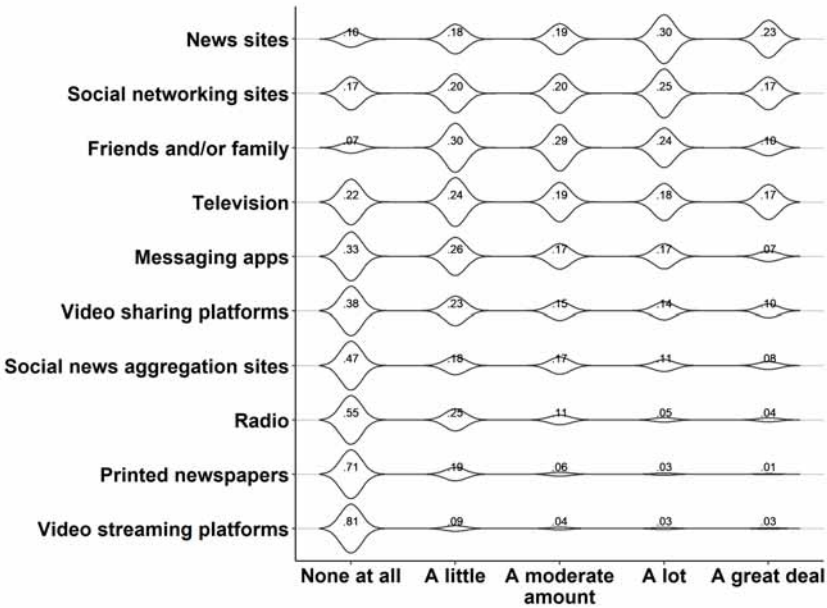 News sites .10 .18 .19 .30 .23
Social networking sites .17 .20 .20 .25 .17
Friends and/or family .07 .30 .29 .24 .10
Television .22 .24 .19 .18 .17
Messaging apps .33 .26 .17 .17 .07
Video sharing platforms .38 .23 .15 .14 .10
Social news aggregation sites .47 .18 .17 .11 .08
Radio .55 .25 .11 .05 .04
Printed newspapers .71 .19 .06 .03 .01
Video streaming platforms .81 .09 .04 .03 .03
None at all A little A moderate A lot A great deal
amount